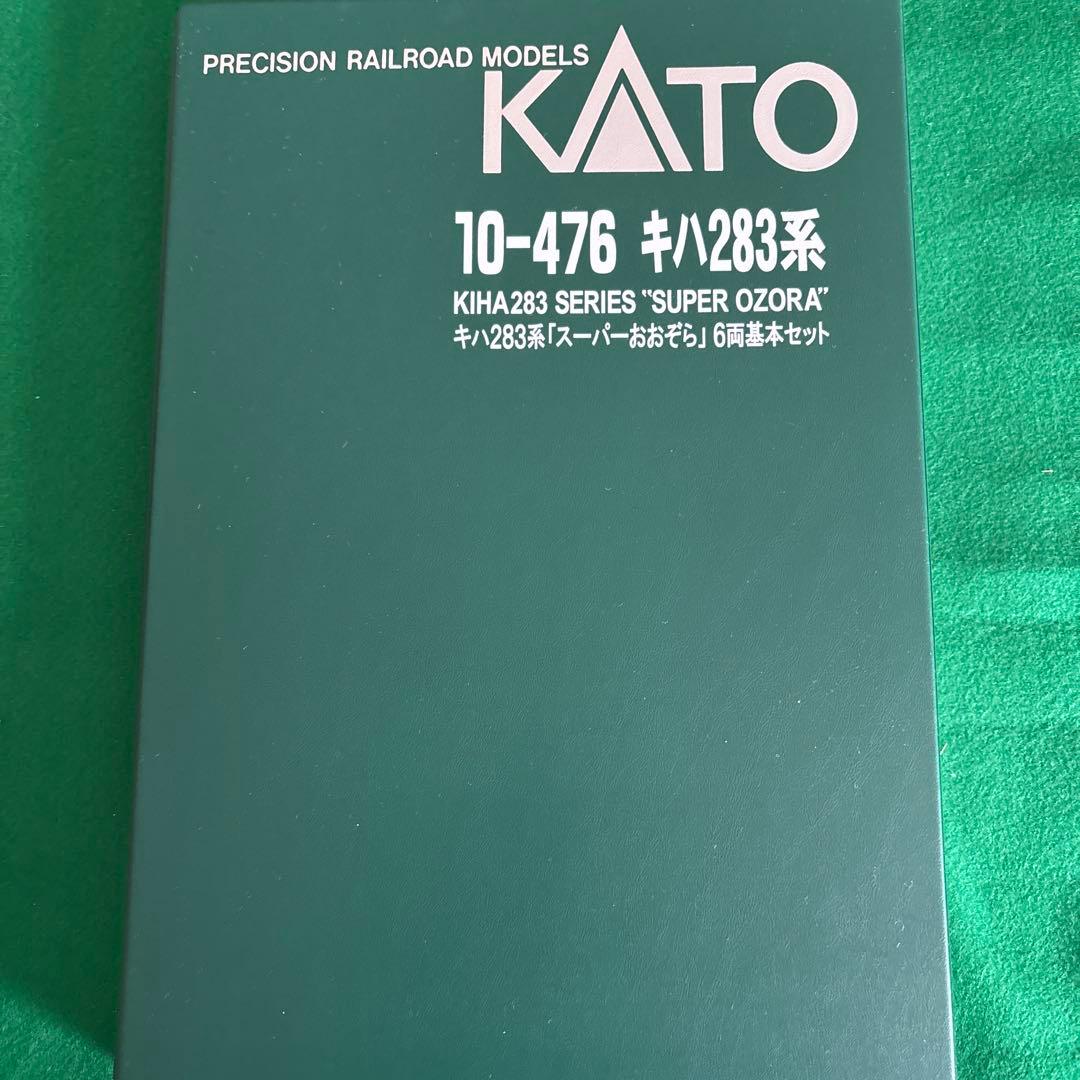 PRECISION RAILROAD MODELS
KATO
10-476 キハ283系
KIHA283 SERIES "SUPER OZORA"
キハ283系「スーパーおおぞら」6両基本セット